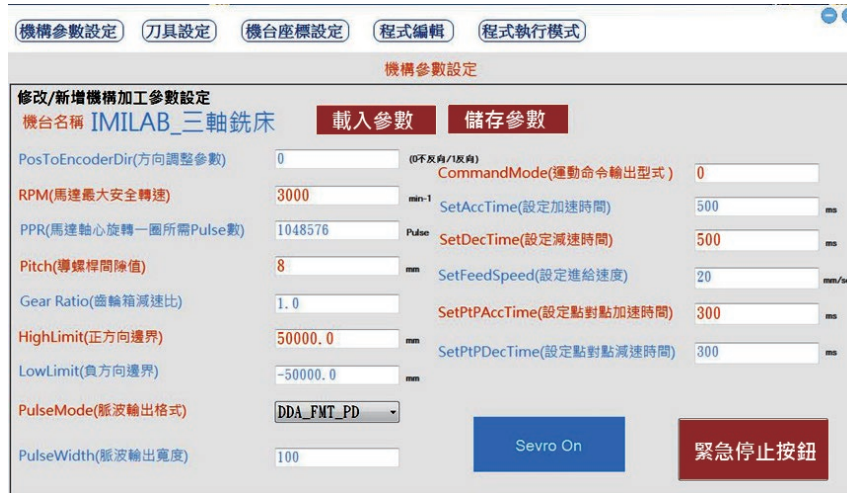 機構參數設定 刀具設定 機台座標設定 程式編輯 程式執行模式
機構參數設定
修改/新增機構加工參數設定
機台名稱 IMILAB_三軸銑床 載入參數 儲存參數
PosToEncoderDir(方向調整參數) 0 (0不反向/1反向)
RPM(馬達最大安全轉速) 3000 min-1
PPR(馬達軸心旋轉一圈所需Pulse數) 1048576 Pulse
Pitch(導螺桿間隙值) 8 mm
Gear Ratio(齒輪箱減速比) 1.0
HighLimit(正方向邊界) 50000.0 mm
LowLimit(負方向邊界) -50000.0 mm
PulseMode(脈波輸出格式) DDA_FMT_PD
PulseWidth(脈波輸出寬度) 100
CommandMode(運動命令輸出型式) 0
SetAccTime(設定加速時間) 500 ms
SetDecTime(設定減速時間) 500 ms
SetFeedSpeed(設定進給速度) 20
SetPtPAccTime(設定點對點加速時間) 300 ms
SetPtPDecTime(設定點對點減速時間) 300 ms
Sevro On 緊急停止按鈕